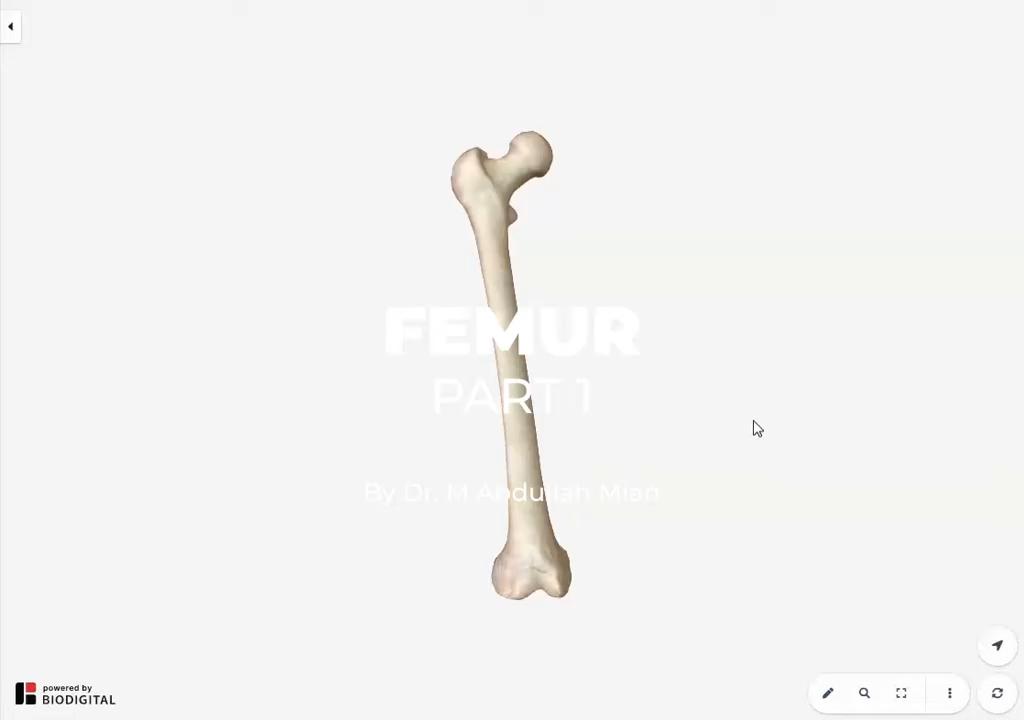 FEMUR
PART 1
By Dr. M Abdullah Mian
powered by
BIODIGITAL